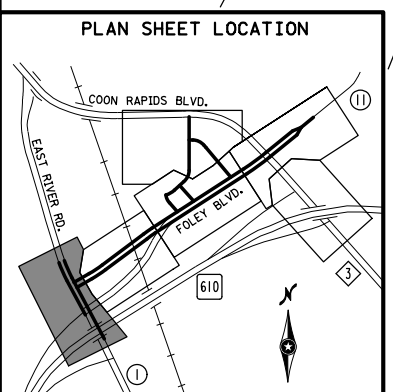 PLAN SHEET LOCATION
COON RAPIDS BLVD.
11
EAST RIVER RD.
FOLEY BLVD.
610
3
N
1